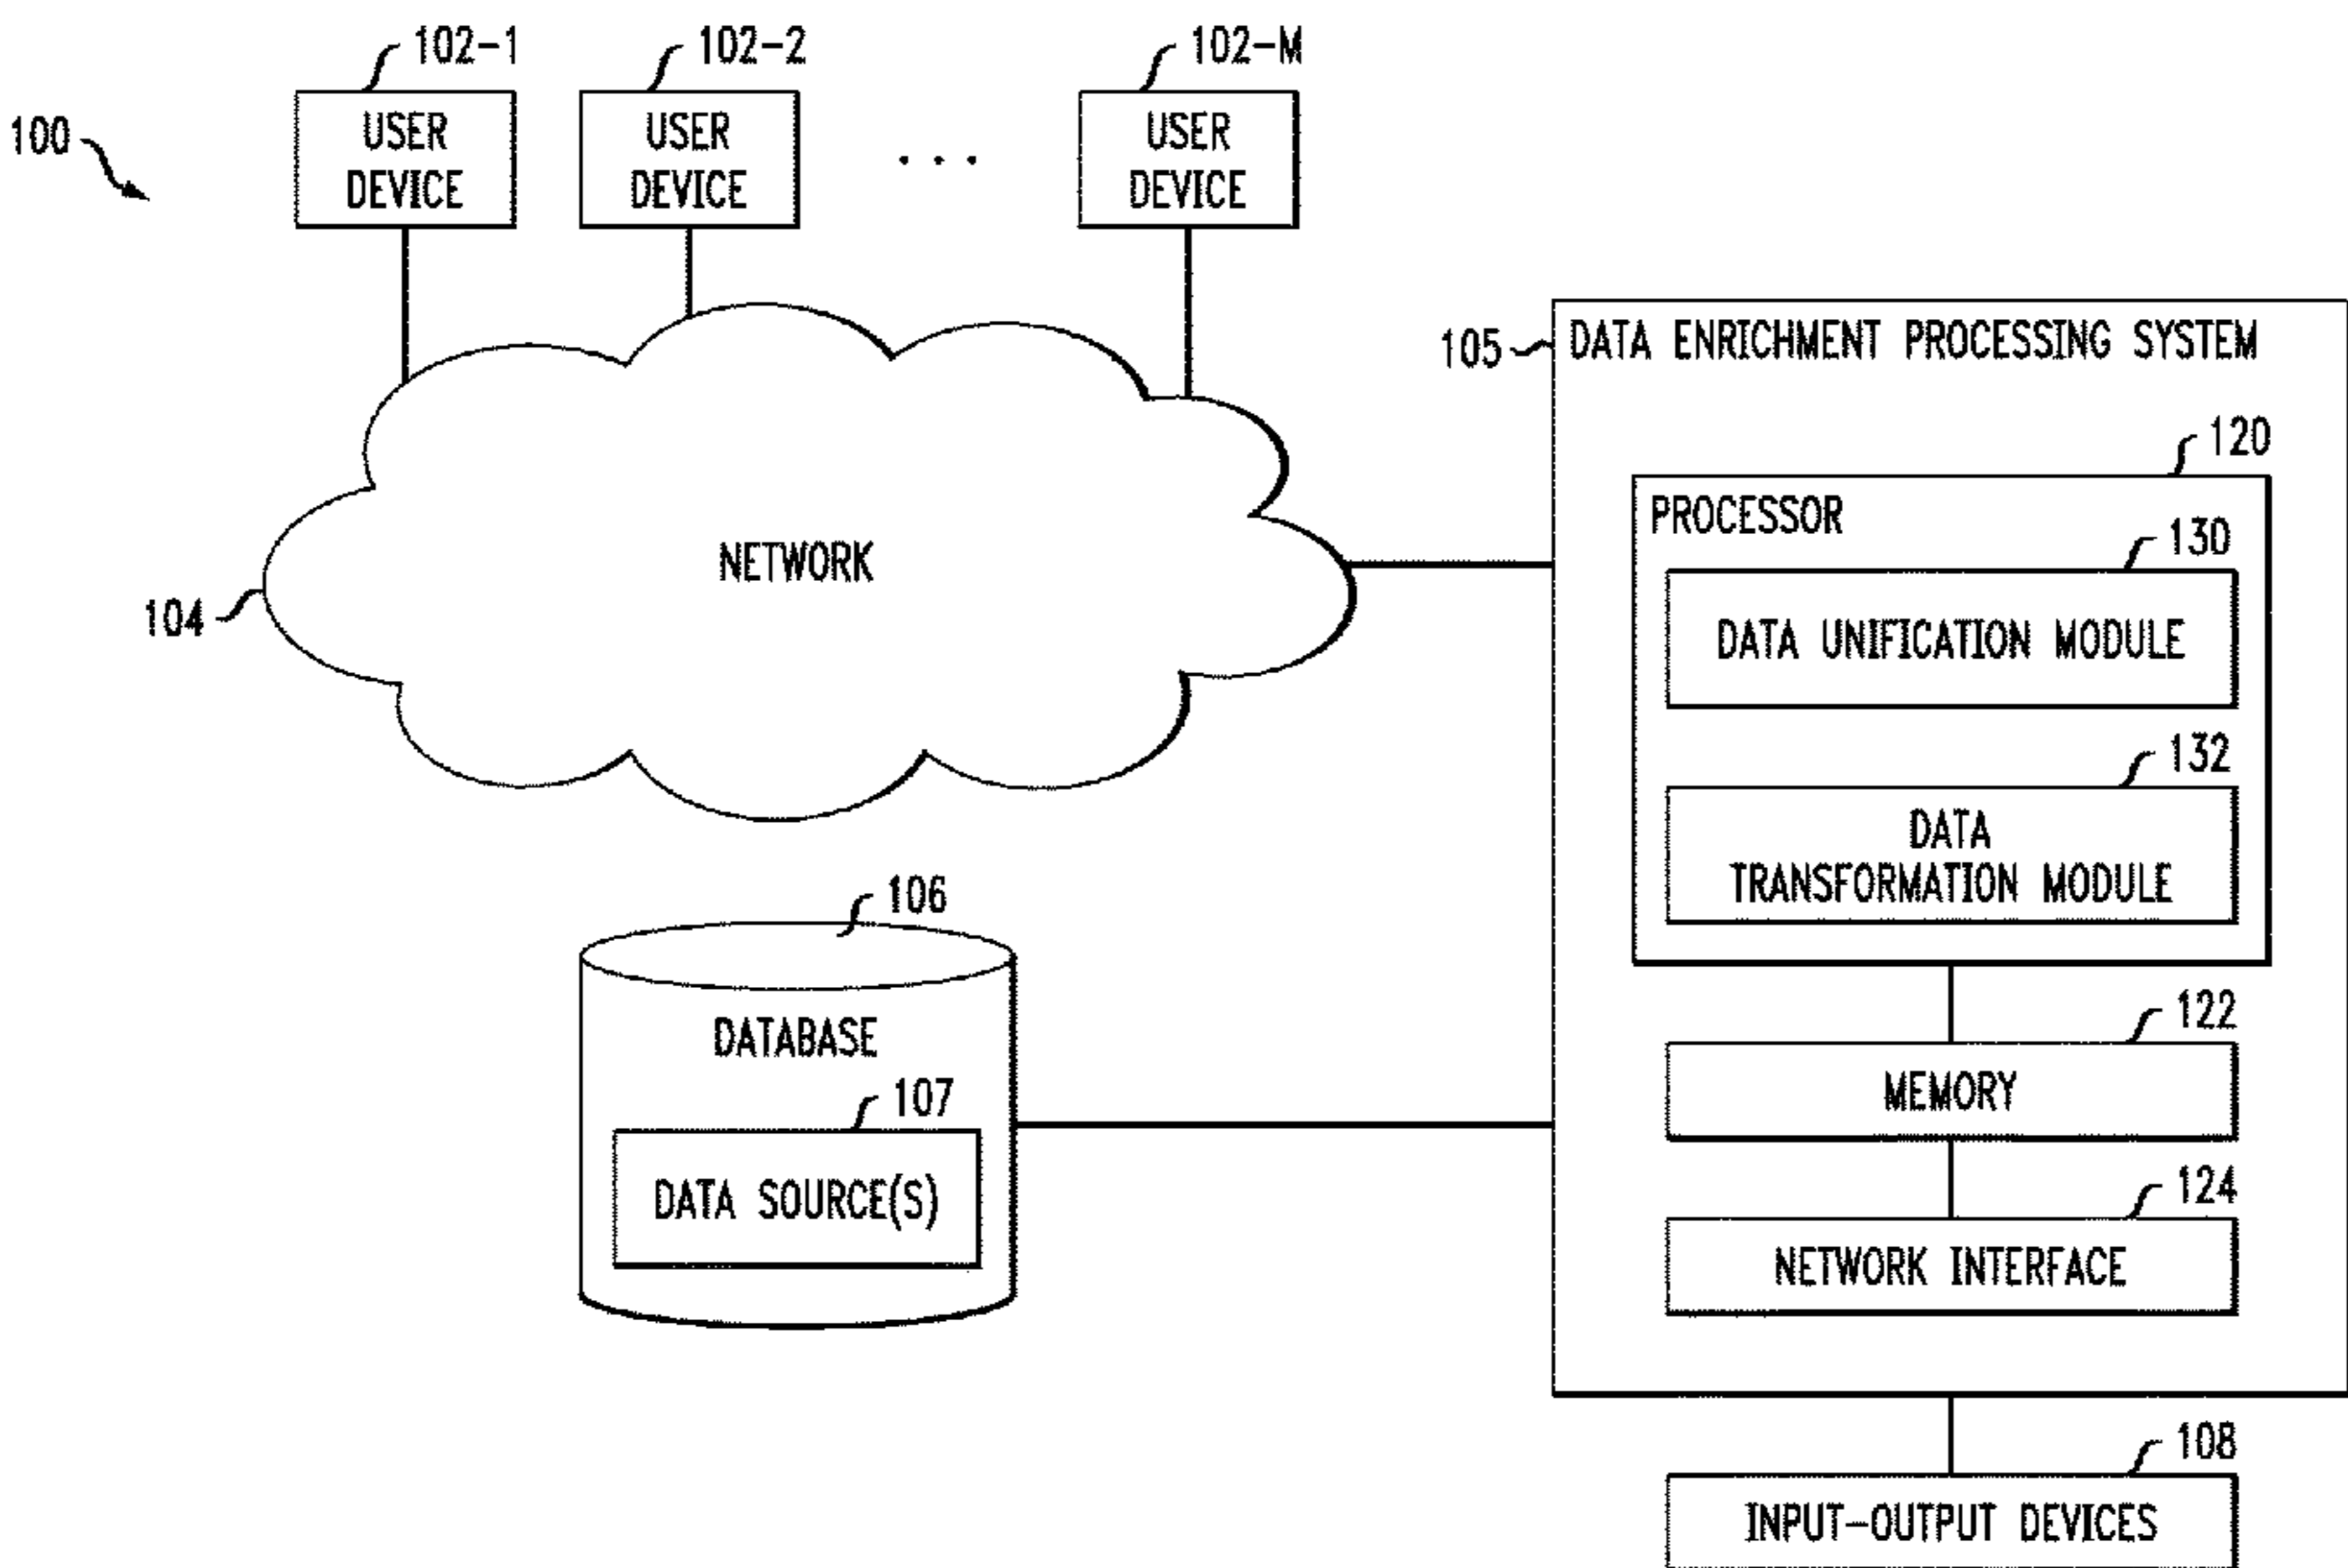 102-1
102-2
102-M
100
USER
DEVICE
USER
DEVICE
. . .
USER
DEVICE
105
DATA ENRICHMENT PROCESSING SYSTEM
120
PROCESSOR
130
DATA UNIFICATION MODULE
NETWORK
104
132
DATA
TRANSFORMATION MODULE
106
DATABASE
107
DATA SOURCE(S)
122
MEMORY
124
NETWORK INTERFACE
108
INPUT-OUTPUT DEVICES